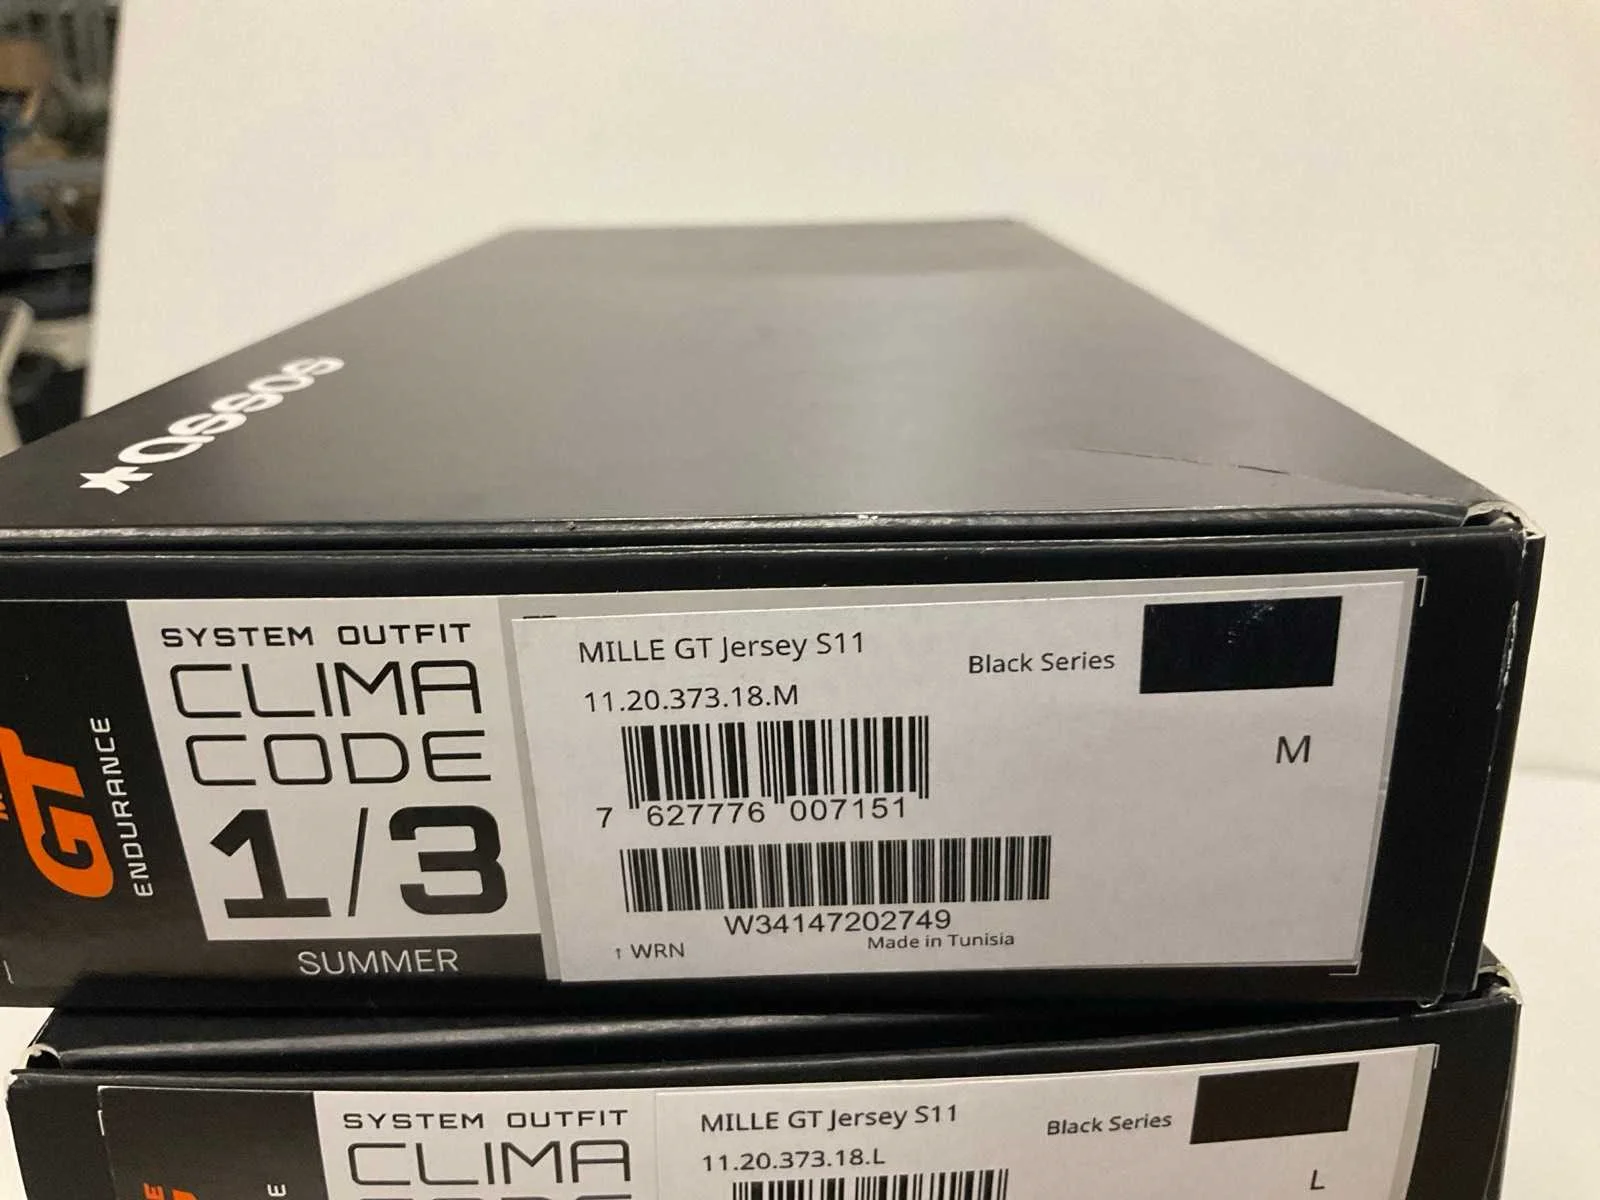 assos
GT
ENDURANCE
SYSTEM OUTFIT
CLIMA
CODE
1/3
SUMMER
MILLE GT Jersey S11
Black Series
11.20.373.18.M
M
7 627776 007151
W34147202749
↑ WRN
Made in Tunisia
SYSTEM OUTFIT
CLIMA
MILLE GT Jersey S11
Black Series
11.20.373.18.L
L